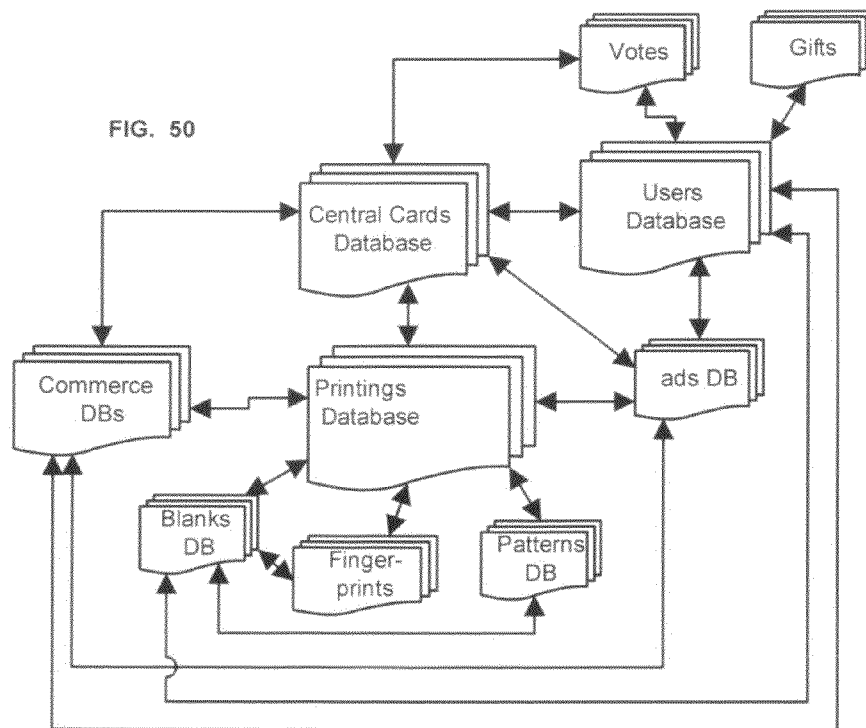 Votes
Gifts
FIG. 50
Users
Database
Central Cards
Database
Commerce
DBs
Printings
Database
ads DB
Blanks
DB
Finger-
prints
Patterns
DB